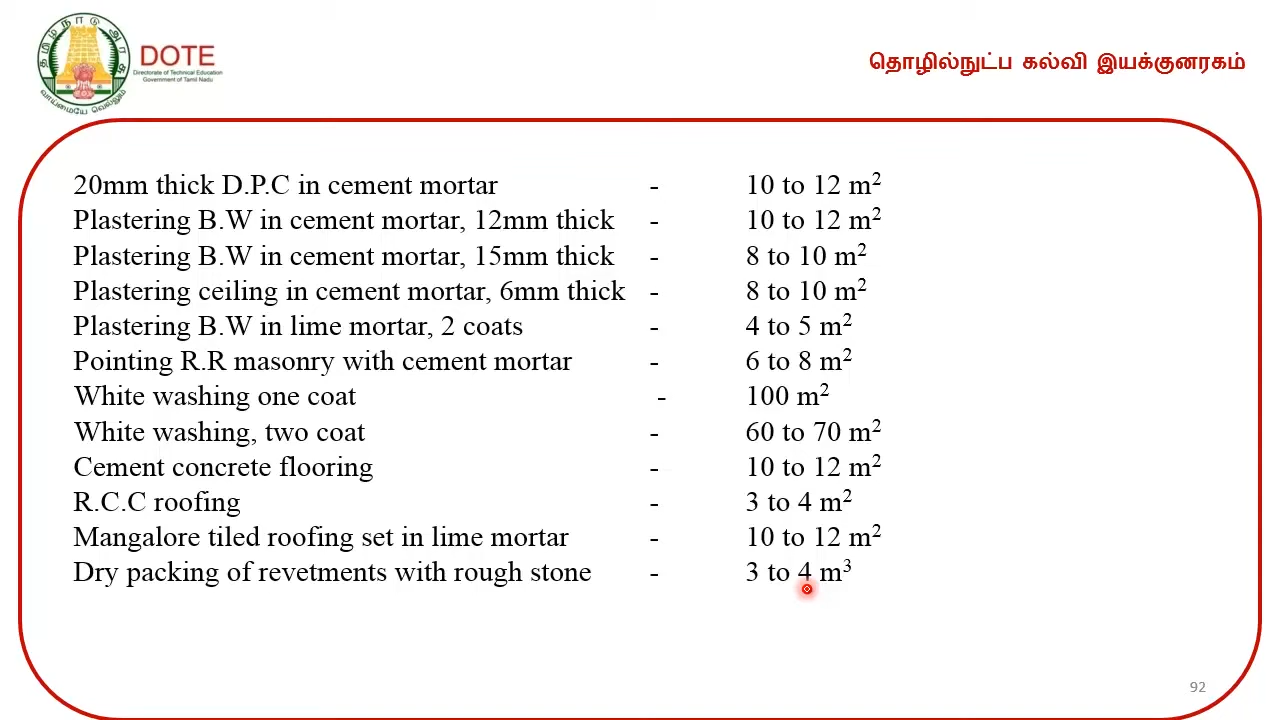 தமிழ் நாடு அரசு
வாய்மையே வெல்லும்
DOTE
Directorate of Technical Education
Government of Tamil Nadu
தொழில்நுட்ப கல்வி இயக்குனரகம்
20mm thick D.P.C in cement mortar - 10 to 12 m²
Plastering B.W in cement mortar, 12mm thick - 10 to 12 m²
Plastering B.W in cement mortar, 15mm thick - 8 to 10 m²
Plastering ceiling in cement mortar, 6mm thick - 8 to 10 m²
Plastering B.W in lime mortar, 2 coats - 4 to 5 m²
Pointing R.R masonry with cement mortar - 6 to 8 m²
White washing one coat - 100 m²
White washing, two coat - 60 to 70 m²
Cement concrete flooring - 10 to 12 m²
R.C.C roofing - 3 to 4 m²
Mangalore tiled roofing set in lime mortar - 10 to 12 m²
Dry packing of revetments with rough stone - 3 to 4 m³
92